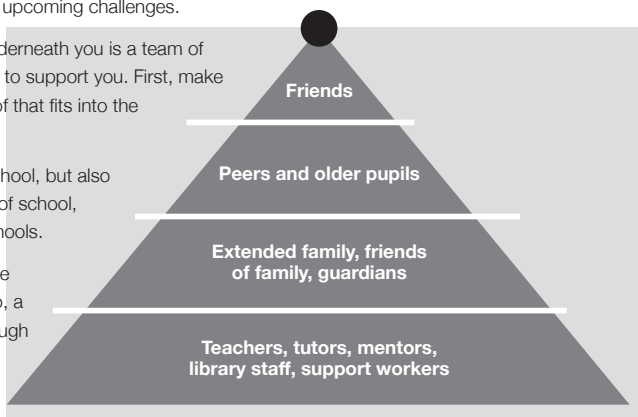 upcoming challenges.
derneath you is a team of
to support you. First, make
of that fits into the
hool, but also
of school,
hools.
e
o, a
ugh
Friends
Peers and older pupils
Extended family, friends
of family, guardians
Teachers, tutors, mentors,
library staff, support workers